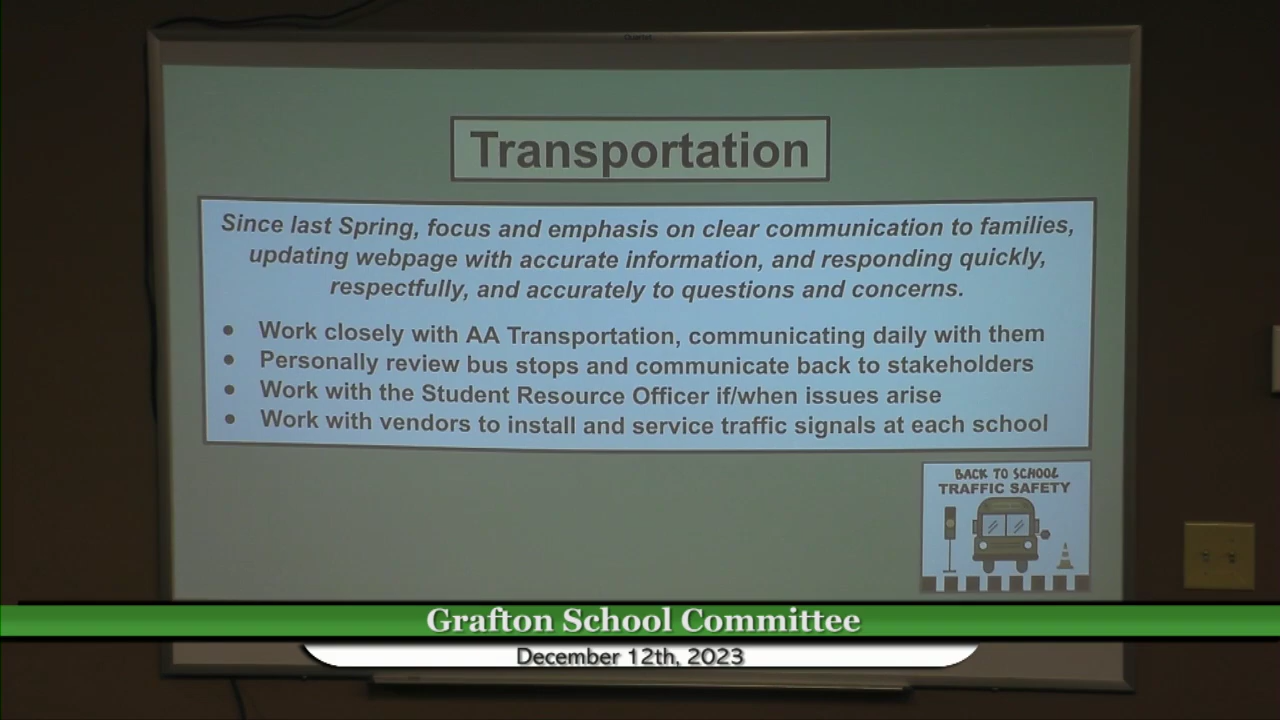 Transportation
Since last Spring, focus and emphasis on clear communication to families,
updating webpage with accurate information, and responding quickly,
respectfully, and accurately to questions and concerns.
• Work closely with AA Transportation, communicating daily with them
• Personally review bus stops and communicate back to stakeholders
• Work with the Student Resource Officer if/when issues arise
• Work with vendors to install and service traffic signals at each school
BACK TO SCHOOL
TRAFFIC SAFETY
Grafton School Committee
December 12th, 2023